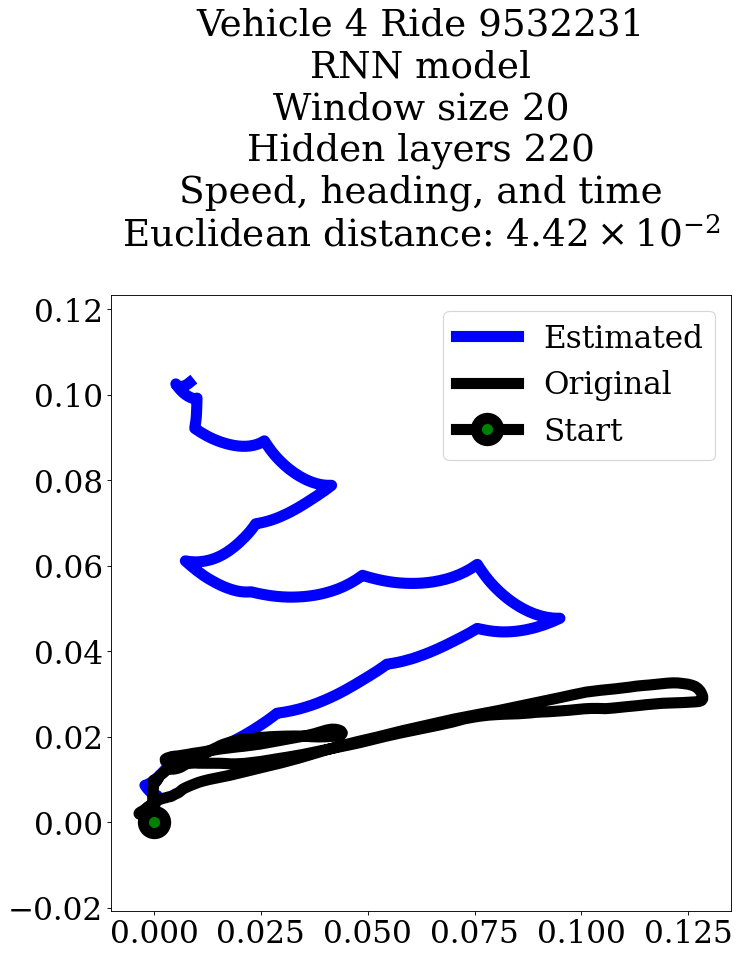 Vehicle 4 Ride 9532231
RNN model
Window size 20
Hidden layers 220
Speed, heading, and time
Euclidean distance: 4.42 × 10⁻²
Estimated
Original
Start
0.12
0.10
0.08
0.06
0.04
0.02
0.00
−0.02
0.000 0.025 0.050 0.075 0.100 0.125